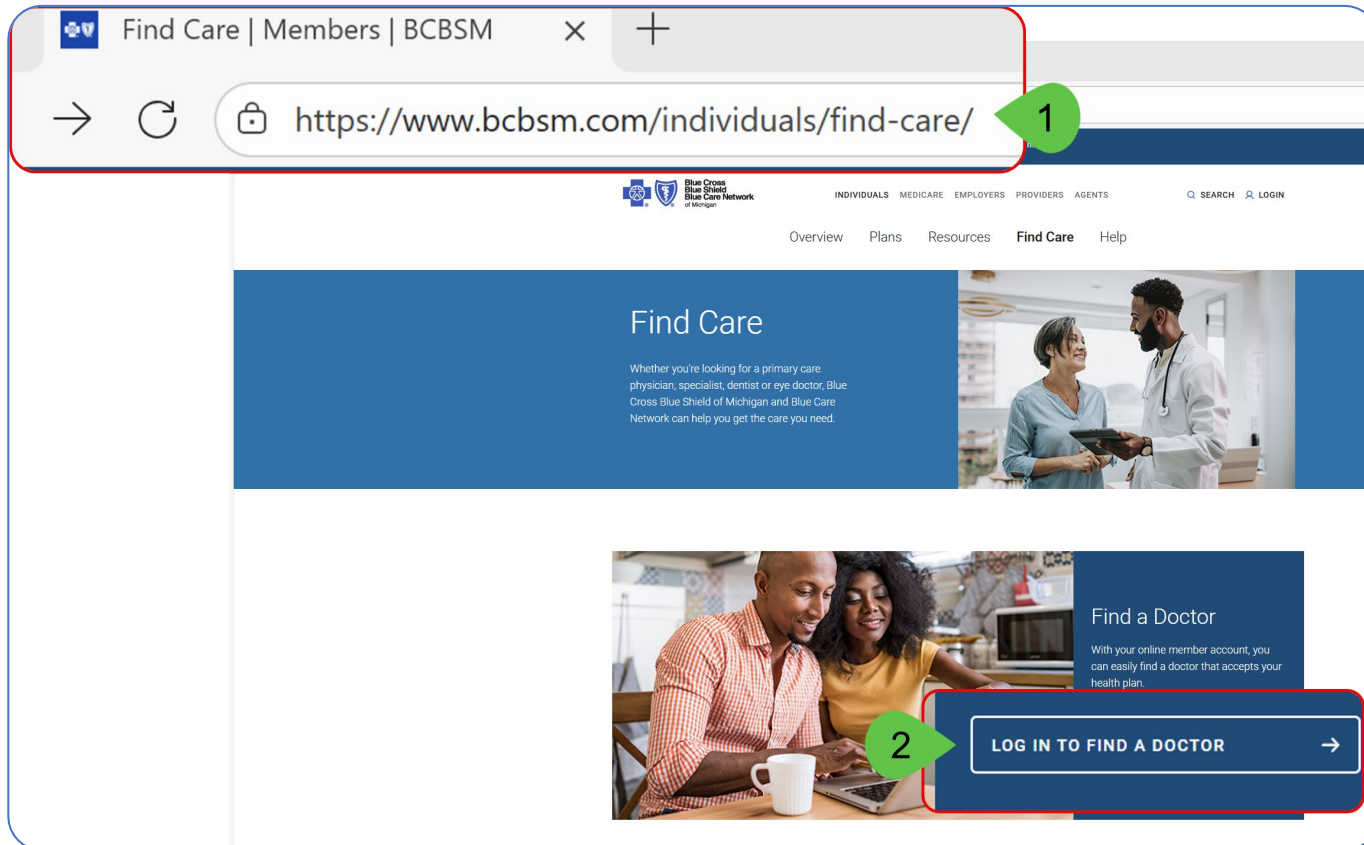 Find Care | Members | BCBSM
https://www.bcbsm.com/individuals/find-care/
1
Blue Cross
Blue Shield
Blue Care Network
of Michigan
INDIVIDUALS MEDICARE EMPLOYERS PROVIDERS AGENTS
SEARCH LOGIN
Overview Plans Resources Find Care Help
Find Care
Whether you're looking for a primary care
physician, specialist, dentist or eye doctor, Blue
Cross Blue Shield of Michigan and Blue Care
Network can help you get the care you need.
Find a Doctor
With your online member account, you
can easily find a doctor that accepts your
health plan.
2
LOG IN TO FIND A DOCTOR